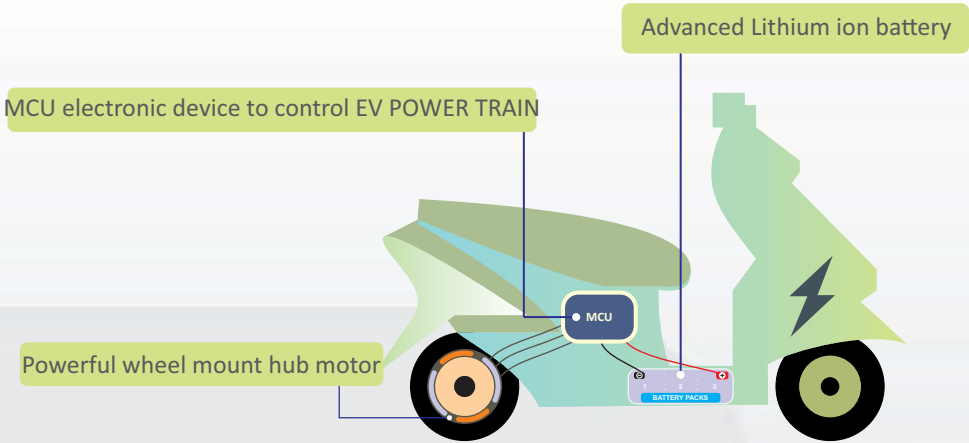 Advanced Lithium ion battery
MCU electronic device to control EV POWER TRAIN
MCU
Powerful wheel mount hub motor
1 2 3
BATTERY PACKS